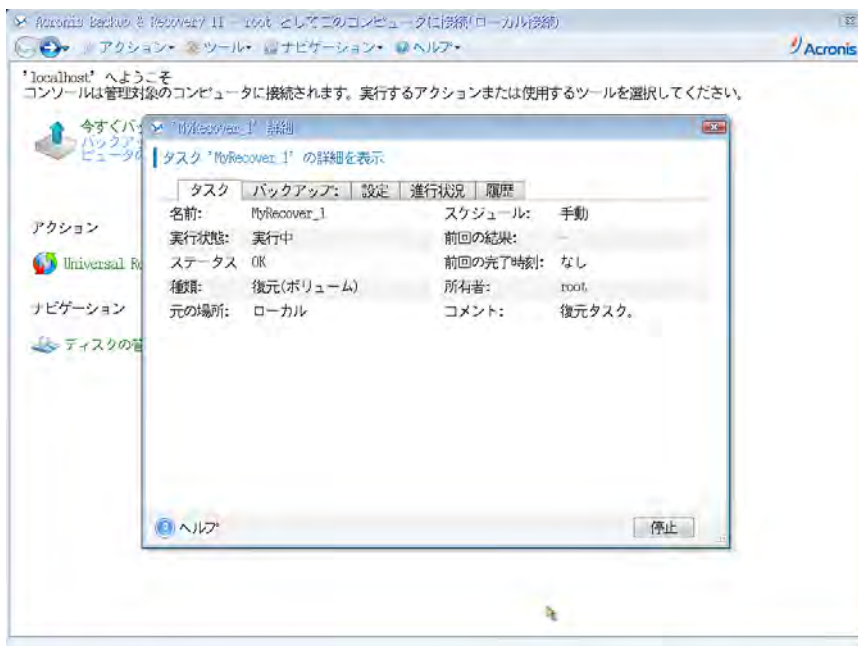 Acronis Backup & Recovery 11 - root としてこのコンピュータに接続(ローカル接続)
アクション ツール ナビゲーション ヘルプ
Acronis
'localhost' へようこそ
コンソールは管理対象のコンピュータに接続されます。実行するアクションまたは使用するツールを選択してください。
今すぐバ
バックア
ピュータの
アクション
Universal Re
ナビゲーション
ディスクの管
'MyRecover_1' 詳細
タスク 'MyRecover_1' の詳細を表示
タスク バックアップ: 設定 進行状況 履歴
名前: MyRecover_1 スケジュール: 手動
実行状態: 実行中 前回の結果: -
ステータス OK 前回の完了時刻: なし
種類: 復元(ボリューム) 所有者: root
元の場所: ローカル コメント: 復元タスク。
ヘルプ 停止